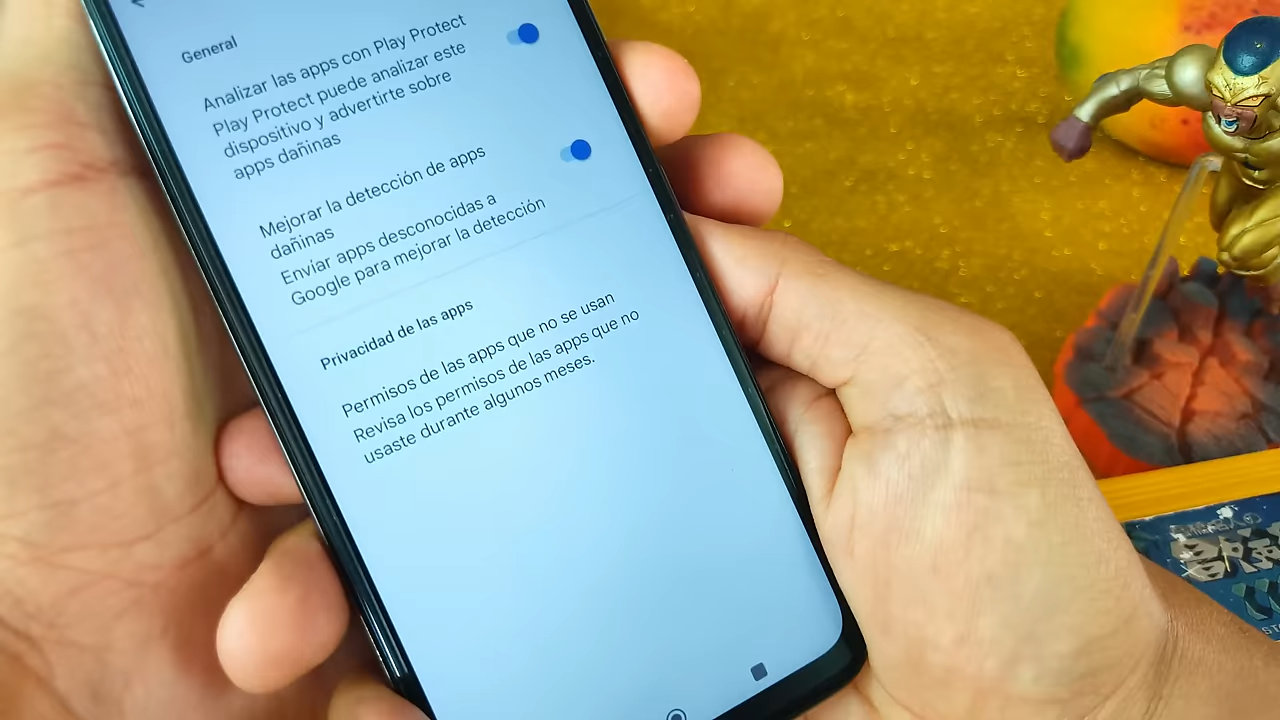 General
Analizar las apps con Play Protect
Play Protect puede analizar este
dispositivo y advertirte sobre
apps dañinas
Mejorar la detección de apps
dañinas
Enviar apps desconocidas a
Google para mejorar la detección
Privacidad de las apps
Permisos de las apps que no se usan
Revisa los permisos de las apps que no
usaste durante algunos meses.